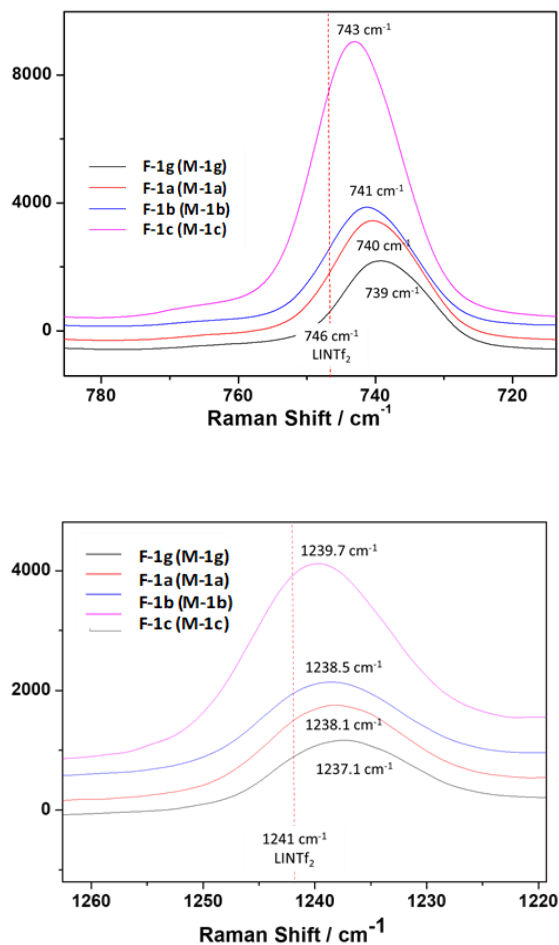 743 cm-1
8000
F-1g (M-1g)
F-1a (M-1a)
F-1b (M-1b)
F-1c (M-1c)
4000
741 cm-1
740 cm-1
739 cm-1
0
746 cm-1
LINTf2
780
760
740
720
Raman Shift / cm-1
F-1g (M-1g)
F-1a (M-1a)
F-1b (M-1b)
F-1c (M-1c)
1239.7 cm-1
4000
1238.5 cm-1
2000
1238.1 cm-1
1237.1 cm-1
0
1241 cm-1
LINTf2
1260
1250
1240
1230
1220
Raman Shift / cm-1